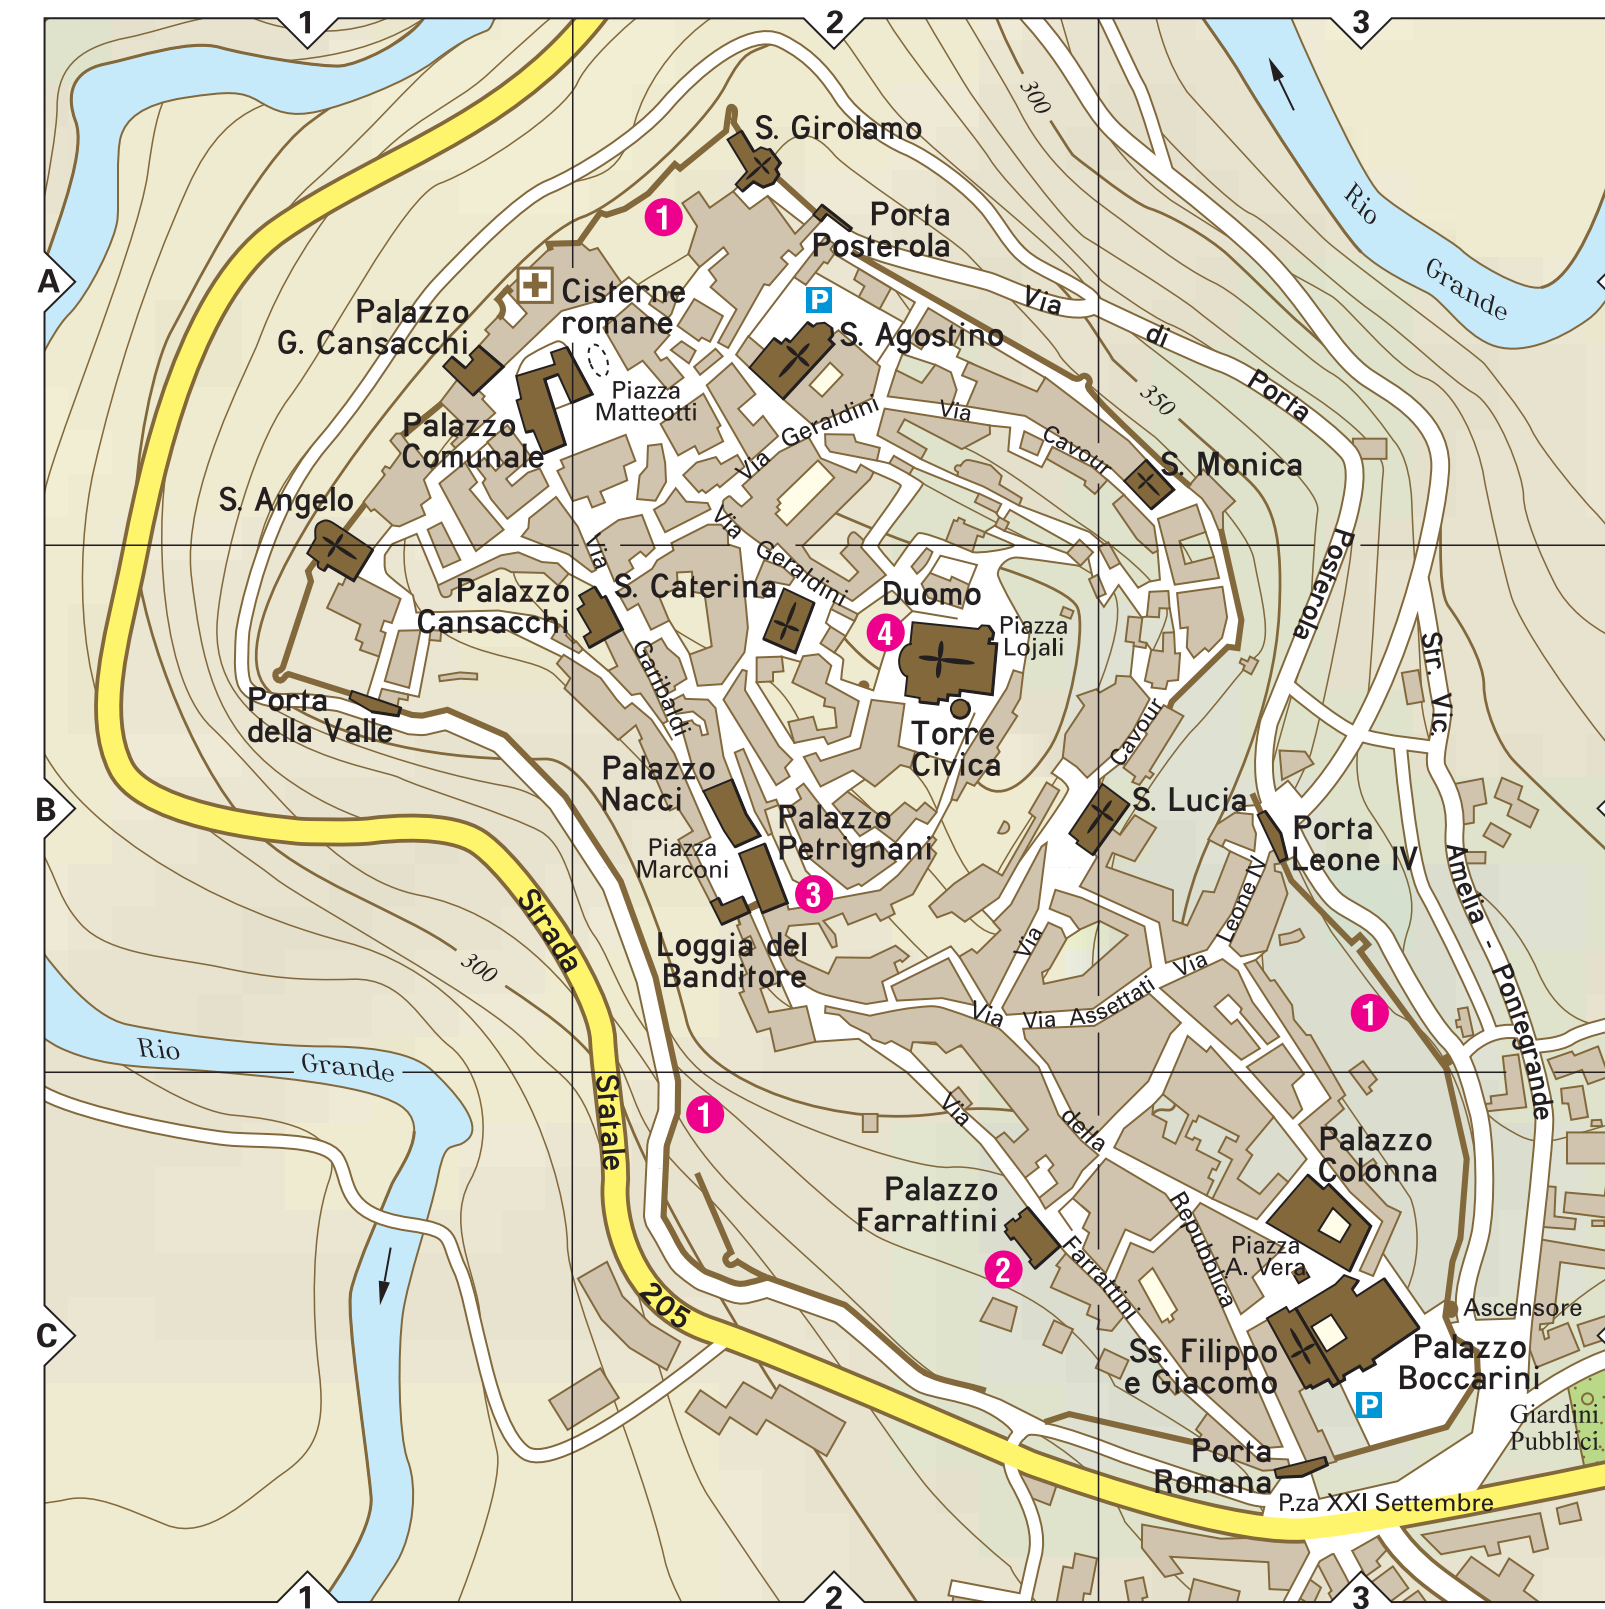 1
2
3
300
S. Girolamo
Rio
Grande
1
Porta
Posterola
A
Cisterne
romane
P
Via
di
Porta
Posterola
Palazzo
G. Cansacchi
S. Agostino
Piazza
Matteotti
350
Via Geraldini
Via Cavour
Palazzo
Comunale
S. Monica
S. Angelo
Via Geraldini
Via Garibaldi
Palazzo
Cansacchi
S. Caterina
Duomo
4
Piazza
Lojali
Str. Vic. Amelia - Pontegrande
Porta
della Valle
Torre
Civica
Cavour
Palazzo
Nacci
B
S. Lucia
Palazzo
Petrignani
Porta
Leone IV
Piazza
Marconi
3
Strada
Statale
205
Leone IV
Via
Loggia del
Banditore
300
Via
Via Assettati
Via
1
Rio
Grande
1
Via
della
Repubblica
Palazzo
Colonna
Palazzo
Farrattini
2
Farrattini
Piazza
A. Vera
Ascensore
C
Ss. Filippo
e Giacomo
Palazzo
Boccarini
P
Giardini
Pubblici
Porta
Romana
P.za XXI Settembre
1
2
3